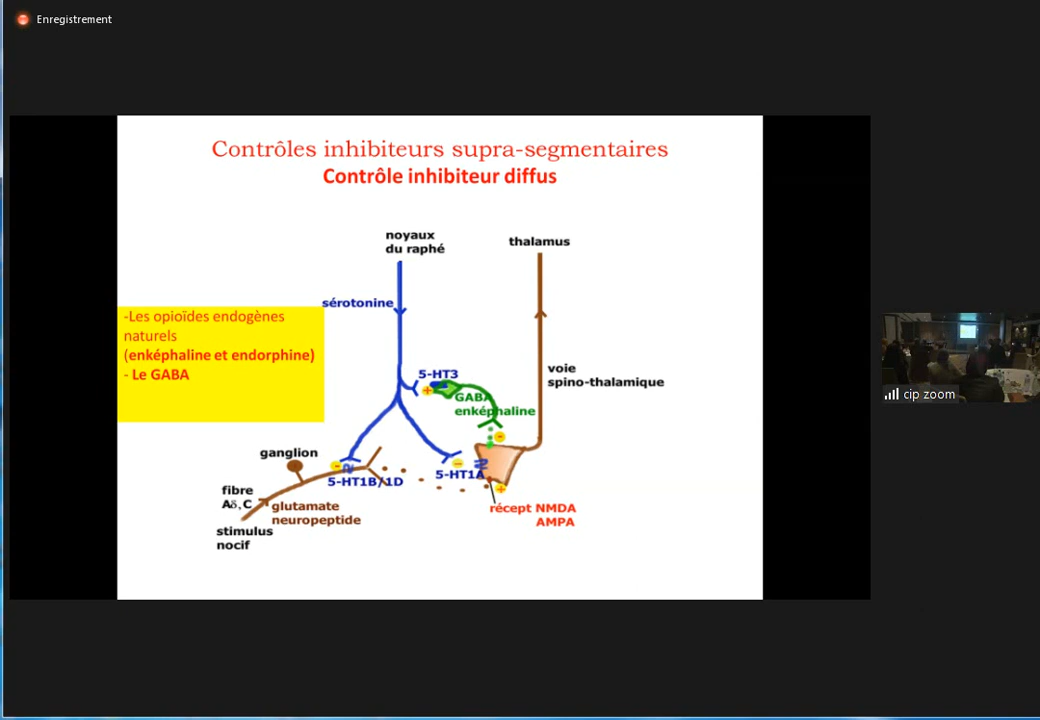 Enregistrement
Contrôles inhibiteurs supra-segmentaires
Contrôle inhibiteur diffus
noyaux
du raphé
thalamus
sérotonine
-Les opioïdes endogènes
naturels
(enképhaline et endorphine)
- Le GABA
5-HT3
+
GABA
enképhaline
voie
spino-thalamique
ganglion
-
-
-
5-HT1B/1D
5-HT1A
+
fibre
Aδ,C
glutamate
neuropeptide
récept NMDA
AMPA
stimulus
nocif
cip zoom